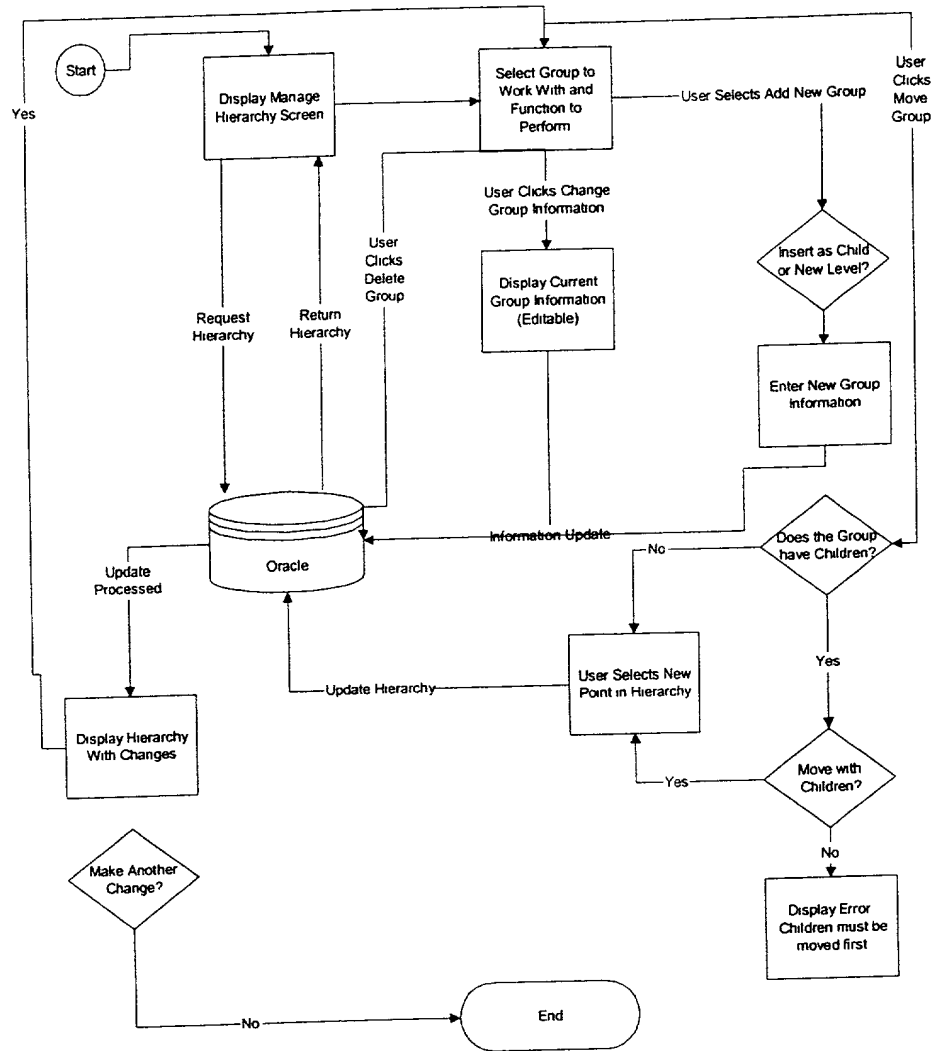 Start
Display Manage
Hierarchy Screen
Select Group to
Work With and
Function to
Perform
User Selects Add New Group
User
Clicks
Move
Group
Yes
User Clicks Change
Group Information
User
Clicks
Delete
Group
Insert as Child
or New Level?
Display Current
Group Information
(Editable)
Request
Hierarchy
Return
Hierarchy
Enter New Group
Information
Information Update
Does the Group
have Children?
No
Oracle
Update
Processed
Yes
User Selects New
Point in Hierarchy
Update Hierarchy
Display Hierarchy
With Changes
Move with
Children?
Yes
No
Make Another
Change?
Display Error
Children must be
moved first
End
No